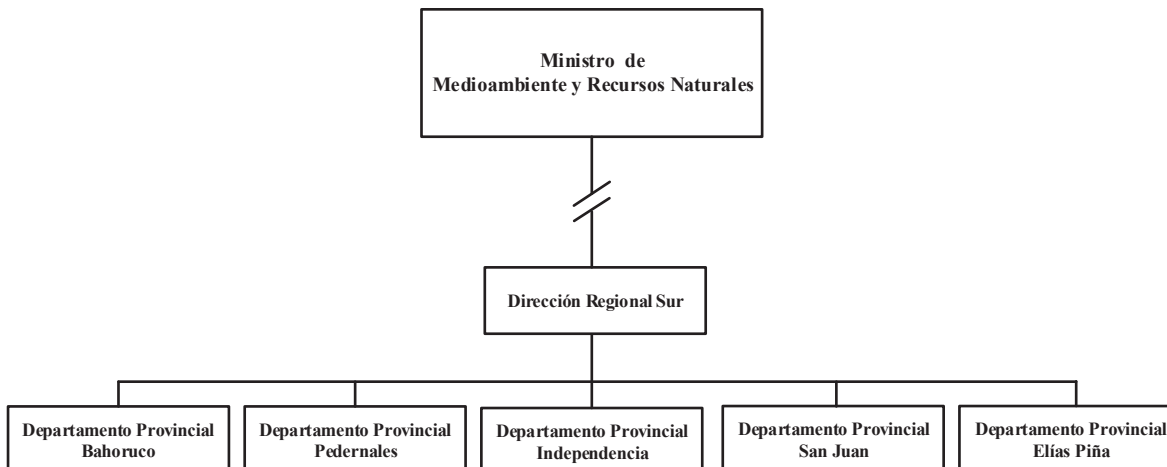 Ministro de
Medioambiente y Recursos Naturales
Dirección Regional Sur
Departamento Provincial
Bahoruco
Departamento Provincial
Pedernales
Departamento Provincial
Independencia
Departamento Provincial
San Juan
Departamento Provincial
Elías Piña